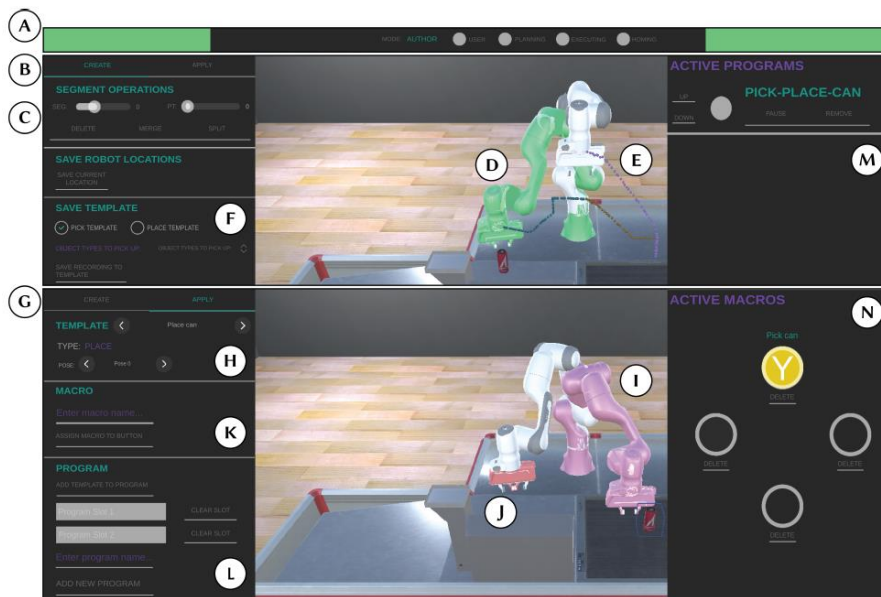 A
MODE: AUTHOR USER PLANNING EXECUTING HOMING
B
CREATE APPLY
SEGMENT OPERATIONS
SEG: 0 PT: 0
C
DELETE MERGE SPLIT
SAVE ROBOT LOCATIONS
SAVE CURRENT
LOCATION
SAVE TEMPLATE
F
PICK TEMPLATE PLACE TEMPLATE
OBJECT TYPES TO PICK UP: OBJECT TYPES TO PICK UP
SAVE RECORDING TO
TEMPLATE
D
E
ACTIVE PROGRAMS
UP
DOWN
PICK-PLACE-CAN
PAUSE REMOVE
M
G
CREATE APPLY
TEMPLATE Place can
TYPE: PLACE
POSE: Pose 0
H
MACRO
Enter macro name...
ASSIGN MACRO TO BUTTON
K
PROGRAM
ADD TEMPLATE TO PROGRAM
Program Slot 1 CLEAR SLOT
Program Slot 2 CLEAR SLOT
Enter program name...
ADD NEW PROGRAM
L
I
J
ACTIVE MACROS
N
Pick can
Y
DELETE
DELETE DELETE
DELETE